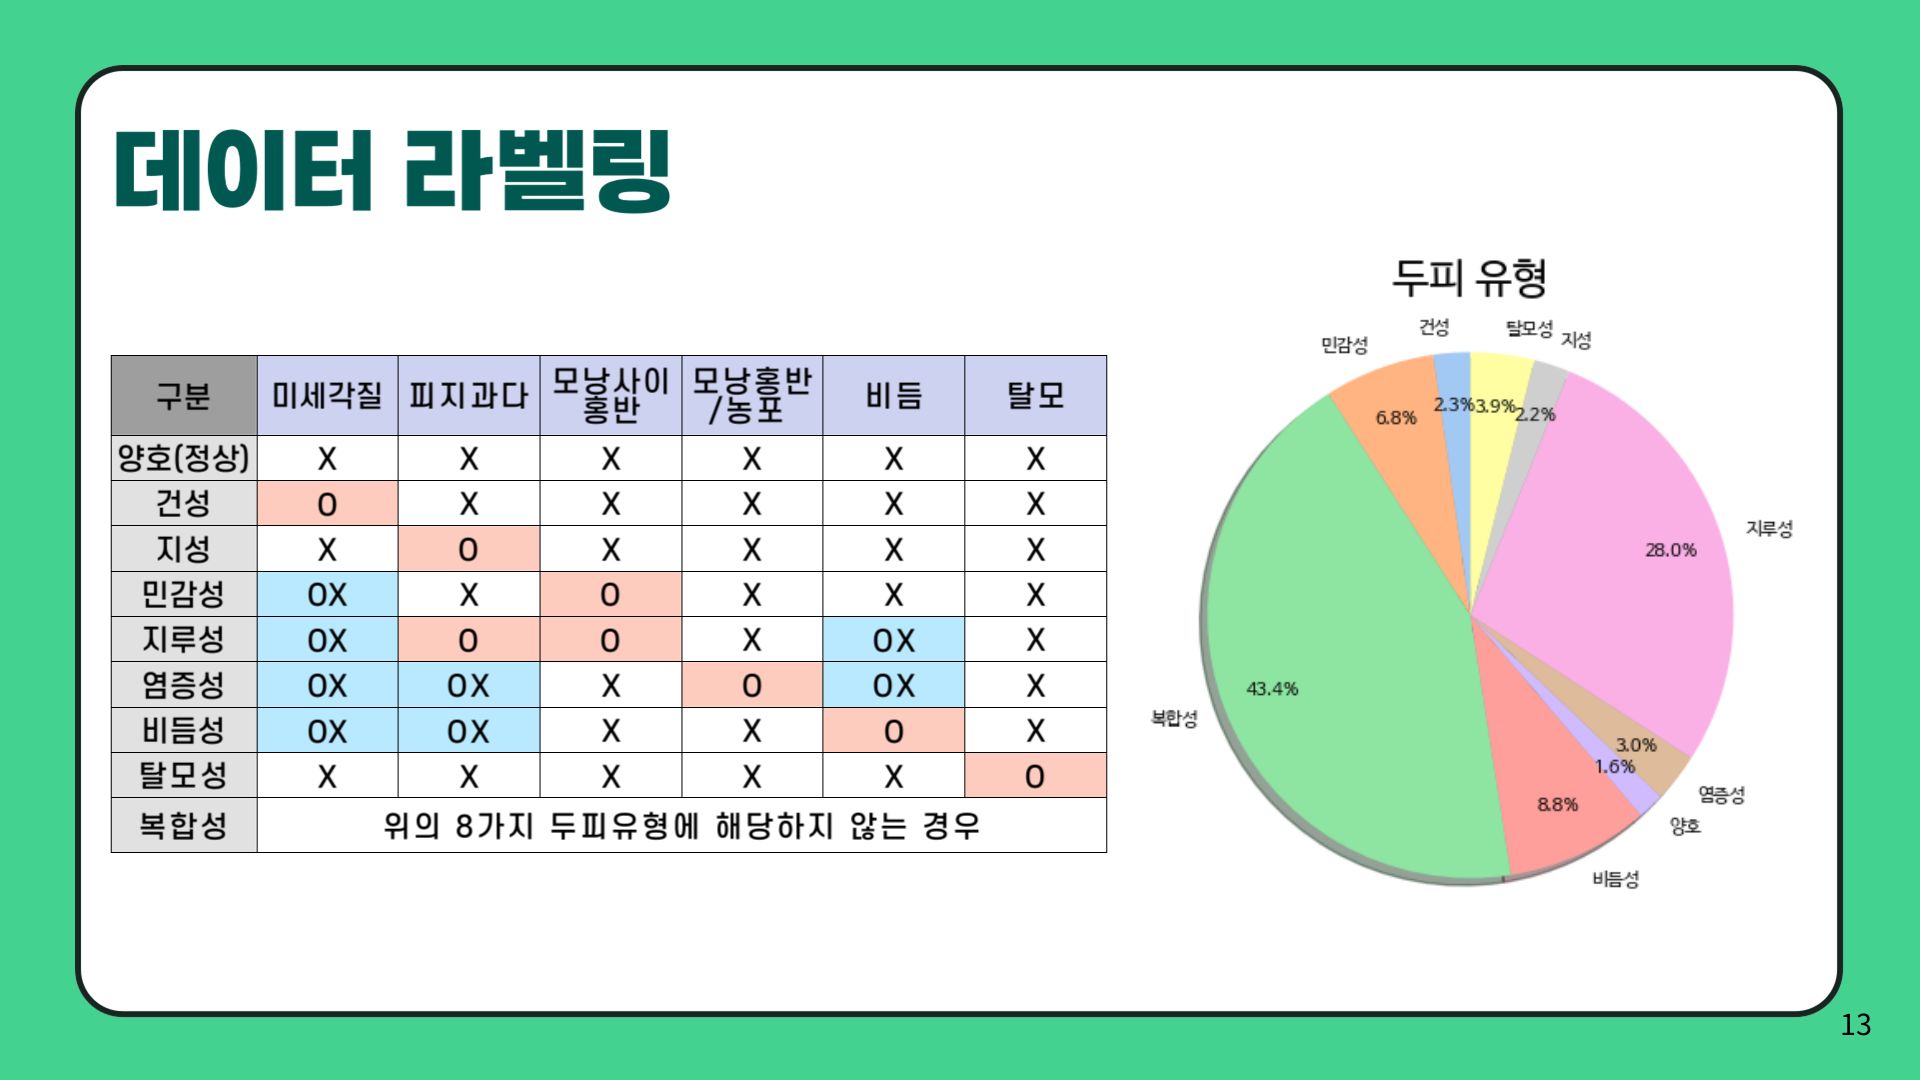 데이터 라벨링
구분 미세각질 피지과다 모낭사이 홍반 모낭홍반 /농포 비듬 탈모
양호(정상) X X X X X X
건성 O X X X X X
지성 X O X X X X
민감성 OX X O X X X
지루성 OX O O X OX X
염증성 OX OX X O OX X
비듬성 OX OX X X O X
탈모성 X X X X X O
복합성 위의 8가지 두피유형에 해당하지 않는 경우
두피 유형
건성
탈모성
지성
민감성
2.3%
3.9%
2.2%
6.8%
지루성
28.0%
43.4%
복합성
3.0%
1.6%
염증성
8.8%
양호
비듬성
13